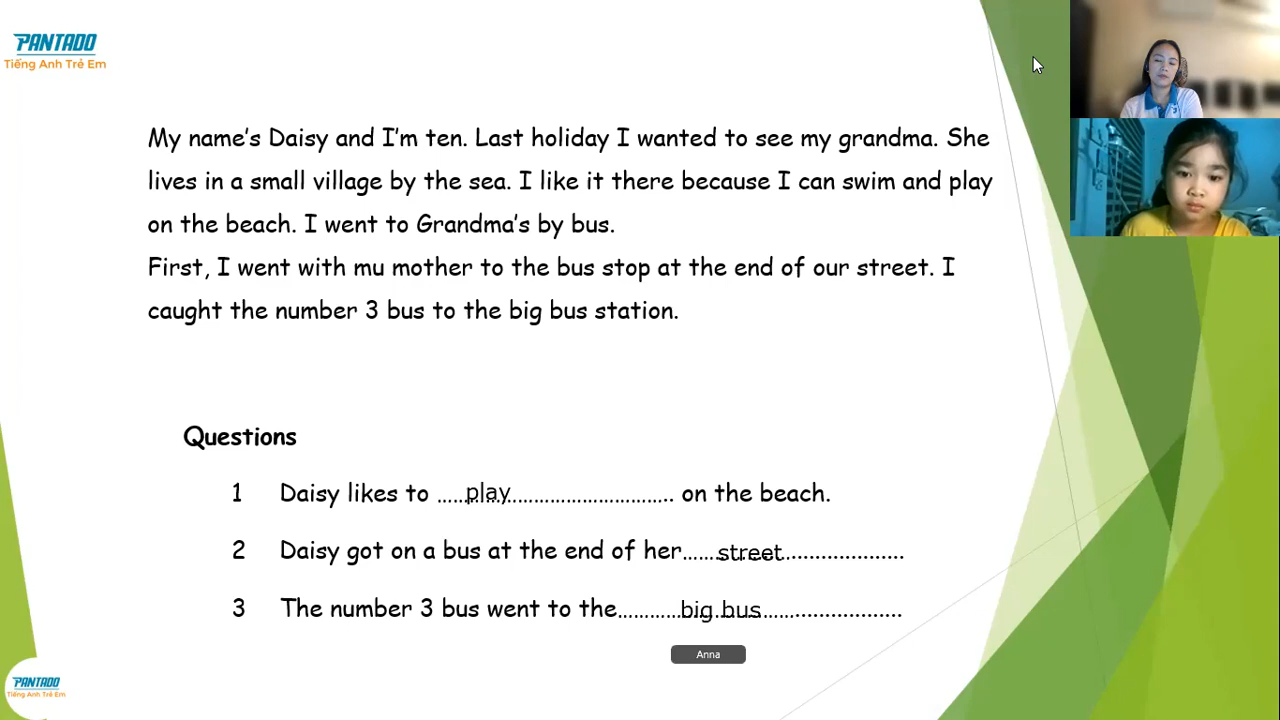 PANTADO
Tiếng Anh Trẻ Em
My name's Daisy and I'm ten. Last holiday I wanted to see my grandma. She
lives in a small village by the sea. I like it there because I can swim and play
on the beach. I went to Grandma's by bus.
First, I went with mu mother to the bus stop at the end of our street. I
caught the number 3 bus to the big bus station.
Questions
1 Daisy likes to ......play.............................. on the beach.
2 Daisy got on a bus at the end of her......street.....................
3 The number 3 bus went to the..........big bus........................
Anna
PANTADO
Tiếng Anh Trẻ Em